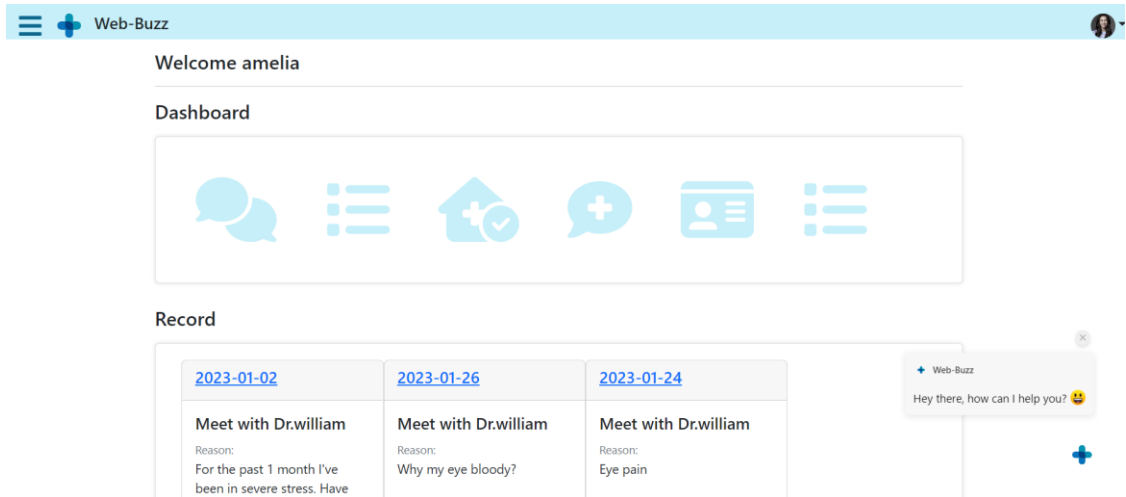 Web-Buzz
Welcome amelia
Dashboard
Record
2023-01-02
Meet with Dr.william
Reason:
For the past 1 month I've
been in severe stress. Have
2023-01-26
Meet with Dr.william
Reason:
Why my eye bloody?
2023-01-24
Meet with Dr.william
Reason:
Eye pain
Web-Buzz
Hey there, how can I help you? 😀